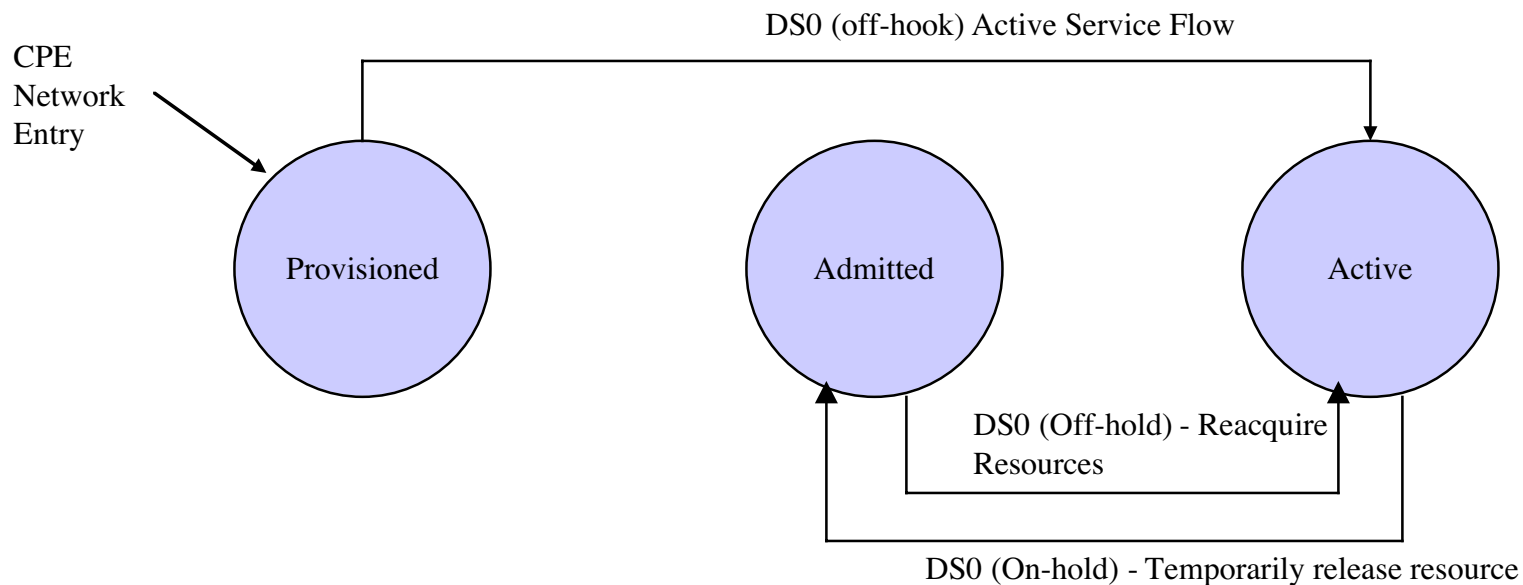 DS0 (off-hook) Active Service Flow
CPE
Network
Entry
Provisioned
Admitted
Active
DS0 (Off-hold) - Reacquire
Resources
DS0 (On-hold) - Temporarily release resource